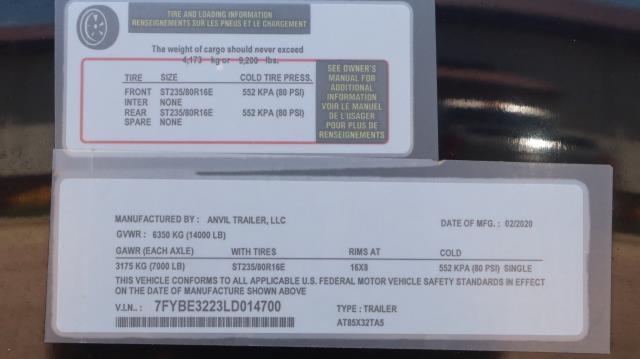 TIRE AND LOADING INFORMATION
RENSEIGNEMENTS SUR LES PNEUS ET LE CHARGEMENT
The weight of cargo should never exceed
4,173 kg or 9,200 lbs.
TIRE SIZE COLD TIRE PRESS.
FRONT ST235/80R16E 552 KPA (80 PSI)
INTER NONE
REAR ST235/80R16E 552 KPA (80 PSI)
SPARE NONE
SEE OWNER'S
MANUAL FOR
ADDITIONAL
INFORMATION
VOIR LE MANUEL
DE L'USAGER
POUR PLUS DE
RENSEIGNEMENTS
MANUFACTURED BY : ANVIL TRAILER, LLC DATE OF MFG. : 02/2020
GVWR : 6350 KG (14000 LB)
GAWR (EACH AXLE) WITH TIRES RIMS AT COLD
3175 KG (7000 LB) ST235/80R16E 16X8 552 KPA (80 PSI) SINGLE
THIS VEHICLE CONFORMS TO ALL APPLICABLE U.S. FEDERAL MOTOR VEHICLE SAFETY STANDARDS IN EFFECT
ON THE DATE OF MANUFACTURE SHOWN ABOVE
V.I.N.. : 7FYBE3223LD014700 TYPE : TRAILER
AT85X32TA5